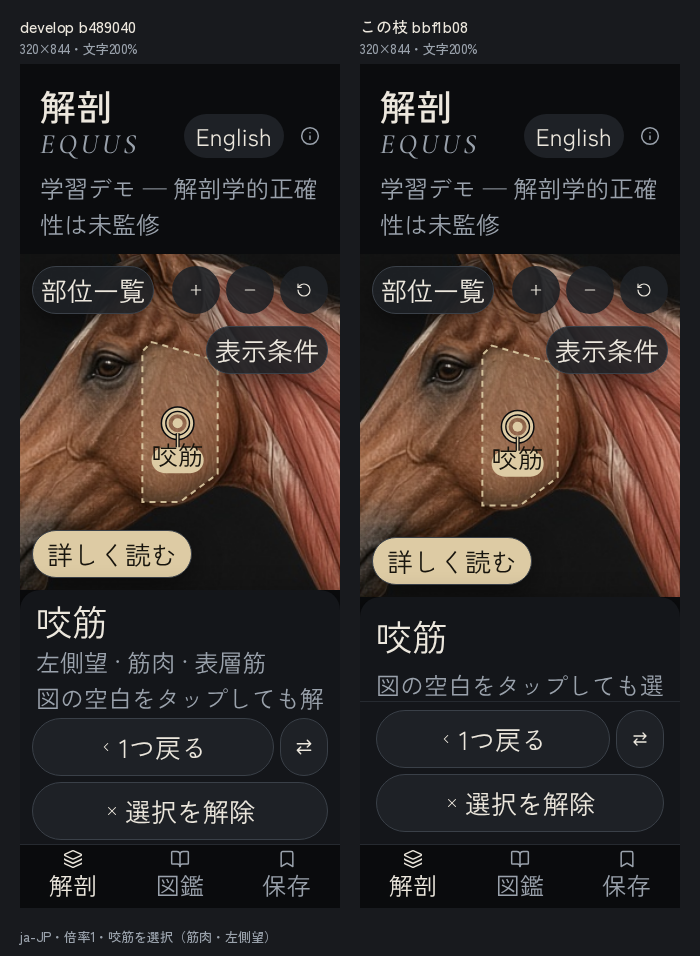 develop b489040
320×844・文字200%
解剖
EQUUS
English
学習デモ — 解剖学的正確
性は未監修
部位一覧
表示条件
咬筋
詳しく読む
咬筋
左側望・筋肉・表層筋
図の空白をタップしても解
‹ 1つ戻る
× 選択を解除
解剖
図鑑
保存
この枝 bbf1b08
320×844・文字200%
解剖
EQUUS
English
学習デモ — 解剖学的正確
性は未監修
部位一覧
表示条件
咬筋
詳しく読む
咬筋
図の空白をタップしても選
‹ 1つ戻る
× 選択を解除
解剖
図鑑
保存
ja-JP・倍率1・咬筋を選択（筋肉・左側望）